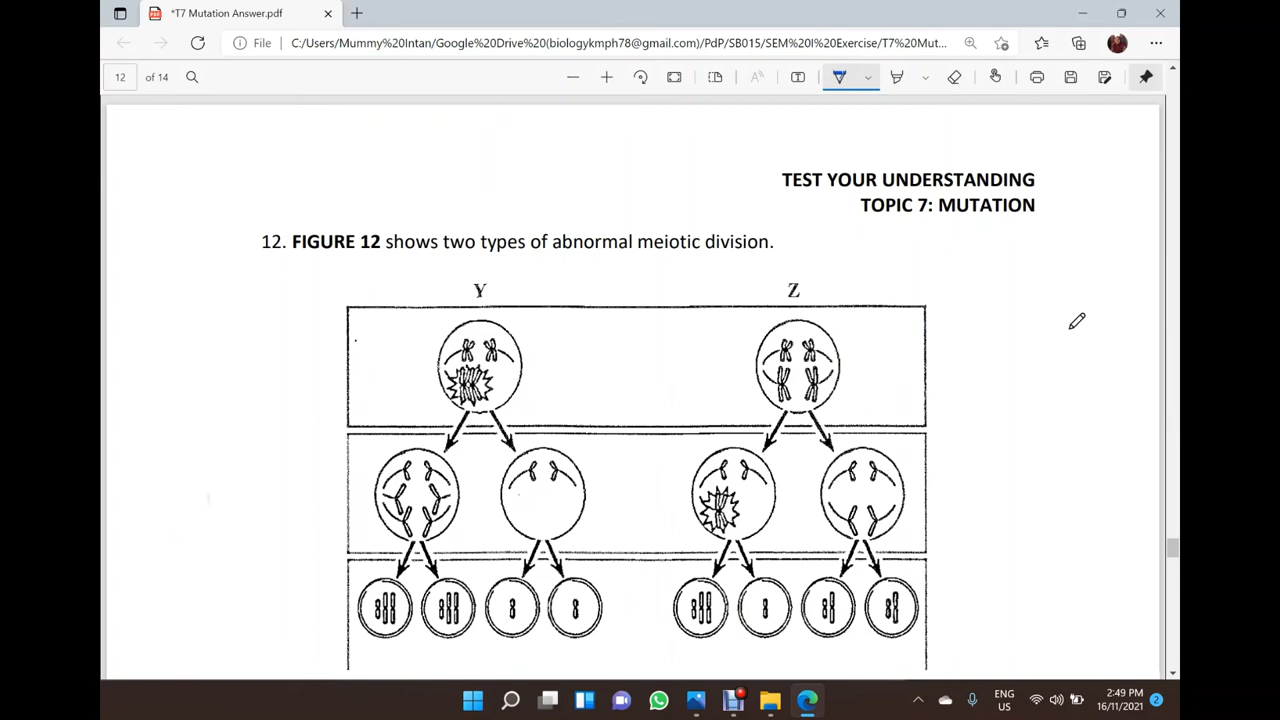 *T7 Mutation Answer.pdf
File
C:/Users/Mummy%20Intan/Google%20Drive%20(biologykmph78@gmail.com)/PdP/SB015/SEM%20I%20Exercise/T7%20Mut...
12 of 14
TEST YOUR UNDERSTANDING
TOPIC 7: MUTATION
12. FIGURE 12 shows two types of abnormal meiotic division.
Y Z
ENG
US
2:49 PM
16/11/2021
2